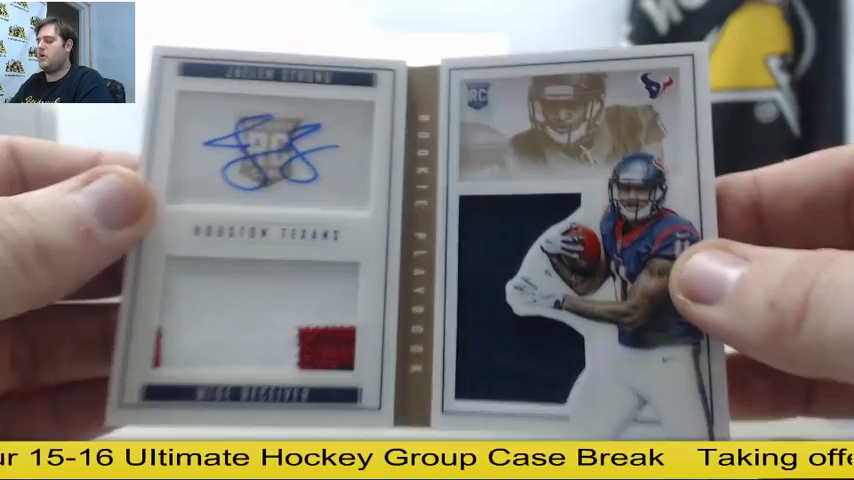 JAELEN STRONG
HOUSTON TEXANS
WIDE RECEIVER
ROOKIE PLAYBOOK
RC
ur 15-16 Ultimate Hockey Group Case Break Taking offe